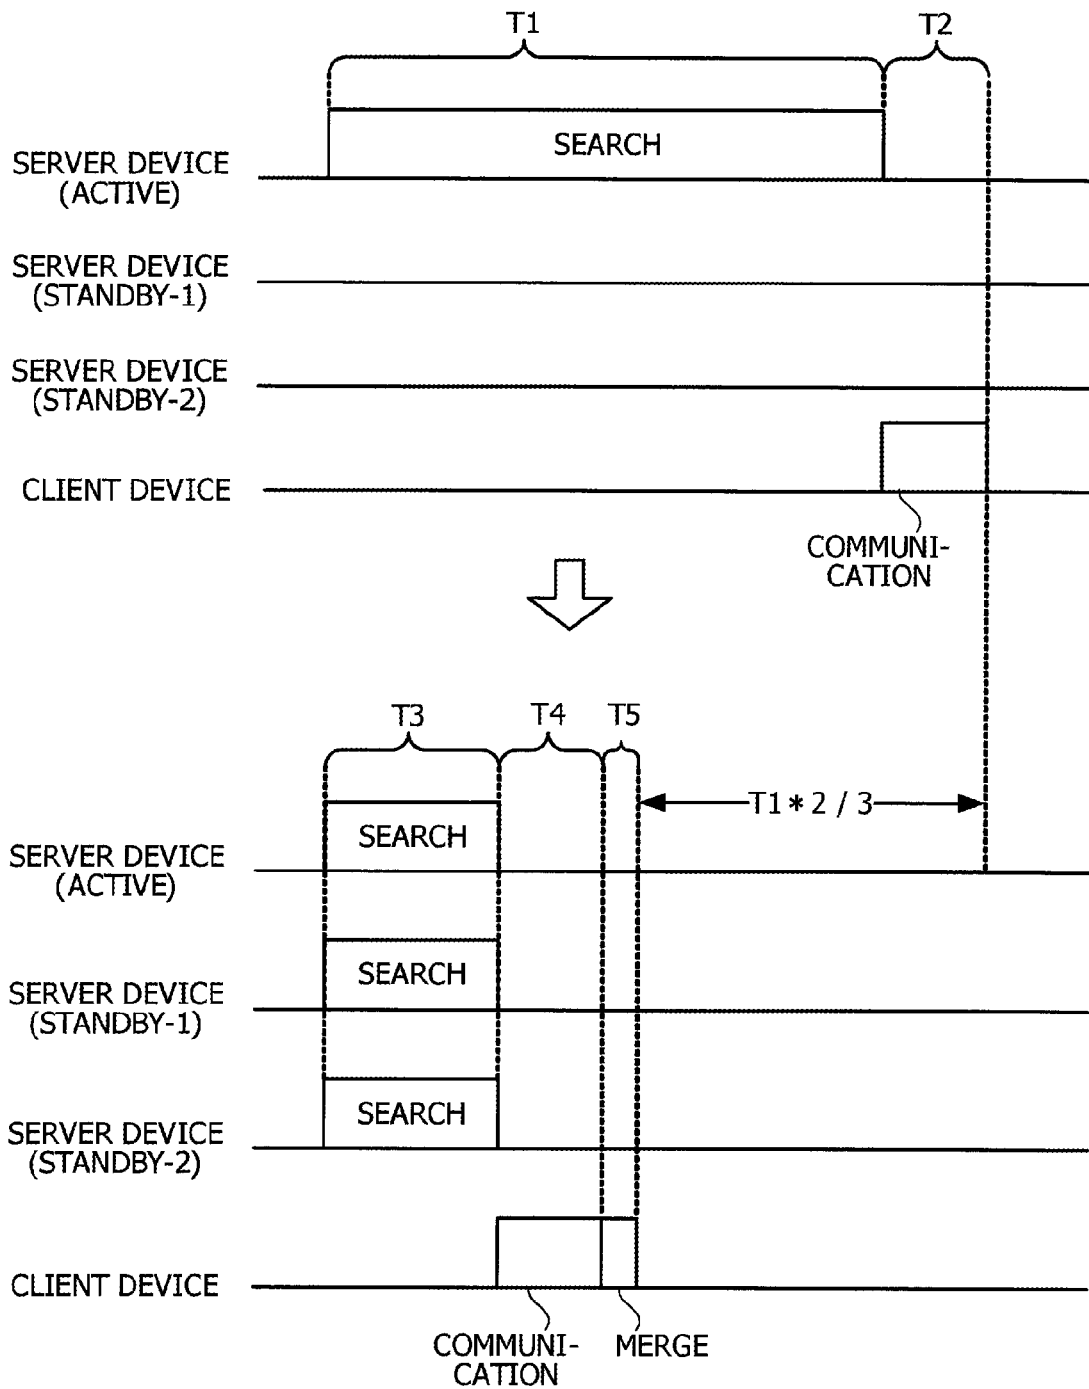 T1
T2
SEARCH
SERVER DEVICE
(ACTIVE)
SERVER DEVICE
(STANDBY-1)
SERVER DEVICE
(STANDBY-2)
CLIENT DEVICE
COMMUNI-
CATION
T3
T4
T5
T1 * 2 / 3
SEARCH
SERVER DEVICE
(ACTIVE)
SEARCH
SERVER DEVICE
(STANDBY-1)
SEARCH
SERVER DEVICE
(STANDBY-2)
CLIENT DEVICE
COMMUNI-
CATION
MERGE